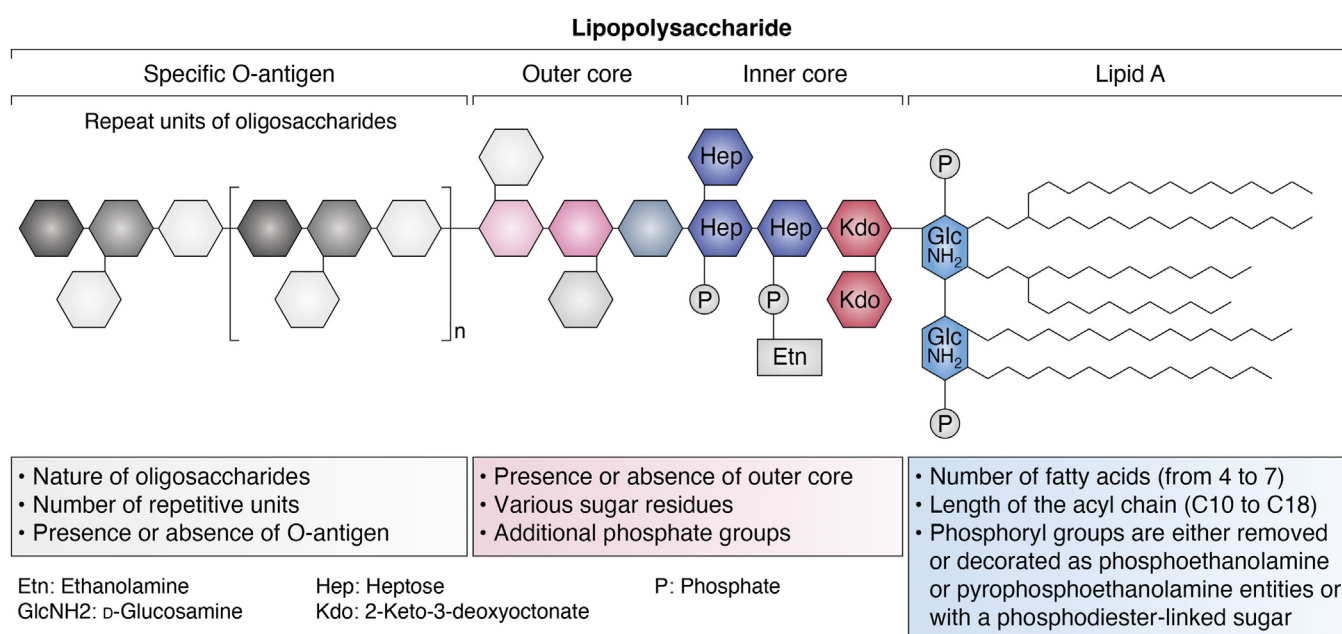 Lipopolysaccharide
Specific O-antigen
Outer core
Inner core
Lipid A
Repeat units of oligosaccharides
P
Hep
Hep
Hep
Kdo
Glc
NH2
n
P
P
Kdo
Etn
Glc
NH2
P
• Nature of oligosaccharides
• Number of repetitive units
• Presence or absence of O-antigen
• Presence or absence of outer core
• Various sugar residues
• Additional phosphate groups
• Number of fatty acids (from 4 to 7)
• Length of the acyl chain (C10 to C18)
• Phosphoryl groups are either removed
or decorated as phosphoethanolamine
or pyrophosphoethanolamine entities or
with a phosphodiester-linked sugar
Etn: Ethanolamine
Hep: Heptose
P: Phosphate
GlcNH2: D-Glucosamine
Kdo: 2-Keto-3-deoxyoctonate